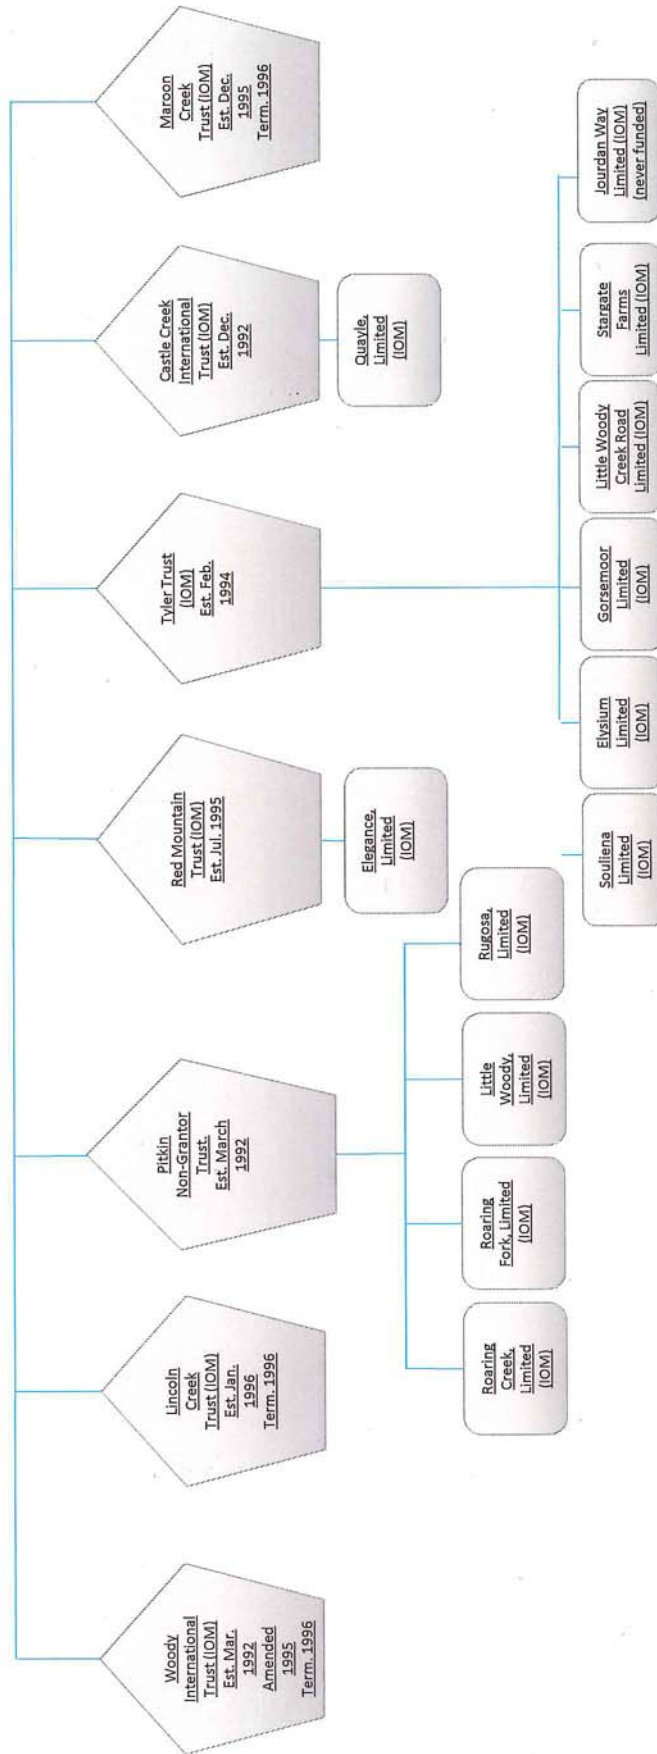 Woody
International
Trust (IOM)
Est. Mar.
1992
Amended
1995
Term. 1996
Lincoln
Creek
Trust (IOM)
Est. Jan.
1996
Term. 1996
Pitkin
Non-Grantor
Trust.
Est. March
1992
Red Mountain
Trust (IOM)
Est. Jul. 1995
Tyler Trust
(IOM)
Est. Feb.
1994
Castle Creek
International
Trust (IOM)
Est. Dec.
1992
Maroon
Creek
Trust (IOM)
Est. Dec.
1995
Term. 1996
Elegance,
Limited
(IOM)
Quayle,
Limited
(IOM)
Roaring
Creek,
Limited
(IOM)
Roaring
Fork, Limited
(IOM)
Little
Woody,
Limited
(IOM)
Rugosa,
Limited
(IOM)
Souliena
Limited
(IOM)
Elysium
Limited
(IOM)
Gorsemoor
Limited
(IOM)
Little Woody
Creek Road
Limited (IOM)
Stargate
Farms
Limited (IOM)
Jourdan Way
Limited (IOM)
(never funded)